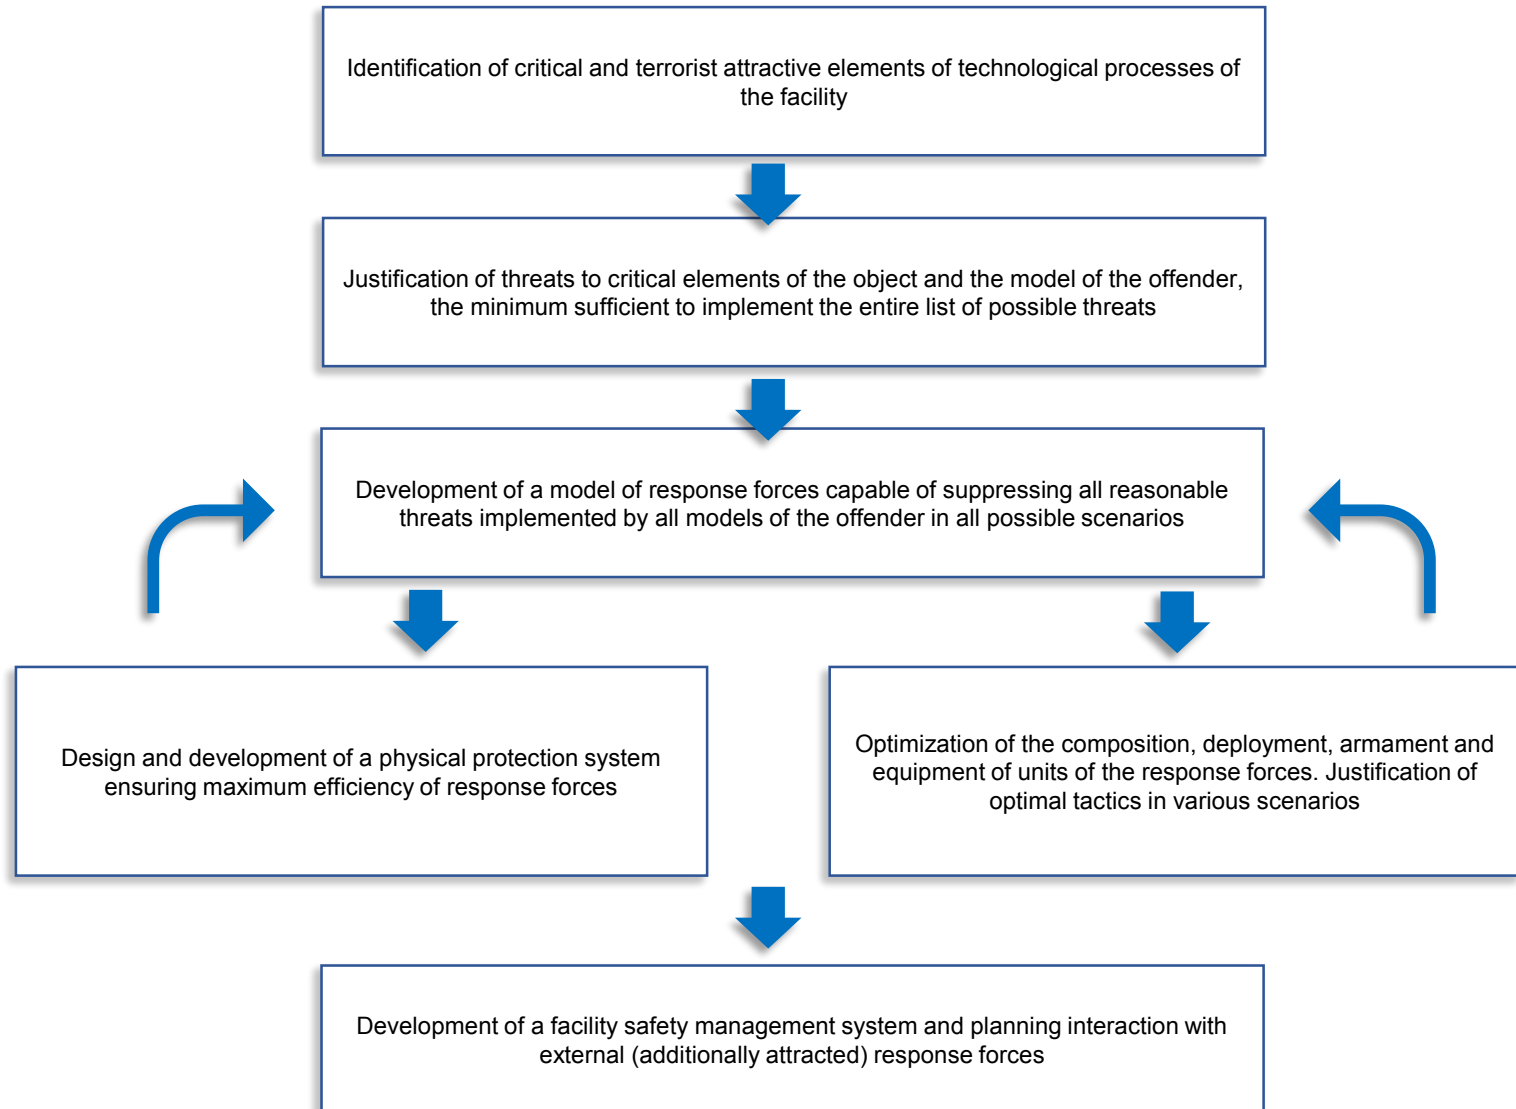 Identification of critical and terrorist attractive elements of technological processes of
the facility
Justification of threats to critical elements of the object and the model of the offender,
the minimum sufficient to implement the entire list of possible threats
Development of a model of response forces capable of suppressing all reasonable
threats implemented by all models of the offender in all possible scenarios
Design and development of a physical protection system
ensuring maximum efficiency of response forces
Optimization of the composition, deployment, armament and
equipment of units of the response forces. Justification of
optimal tactics in various scenarios
Development of a facility safety management system and planning interaction with
external (additionally attracted) response forces